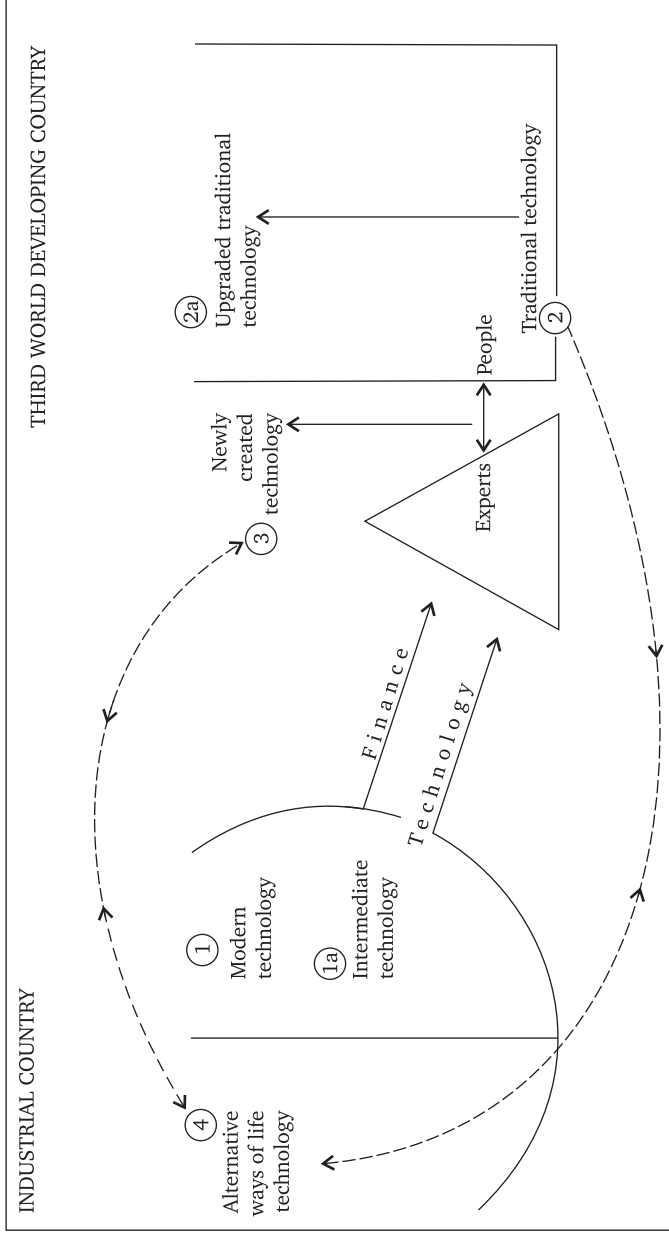 INDUSTRIAL COUNTRY
THIRD WORLD DEVELOPING COUNTRY
4
Alternative
ways of life
technology
1
Modern
technology
1a
Intermediate
technology
Finance
Technology
3
Newly
created
technology
Experts
People
2a
Upgraded traditional
technology
2
Traditional technology